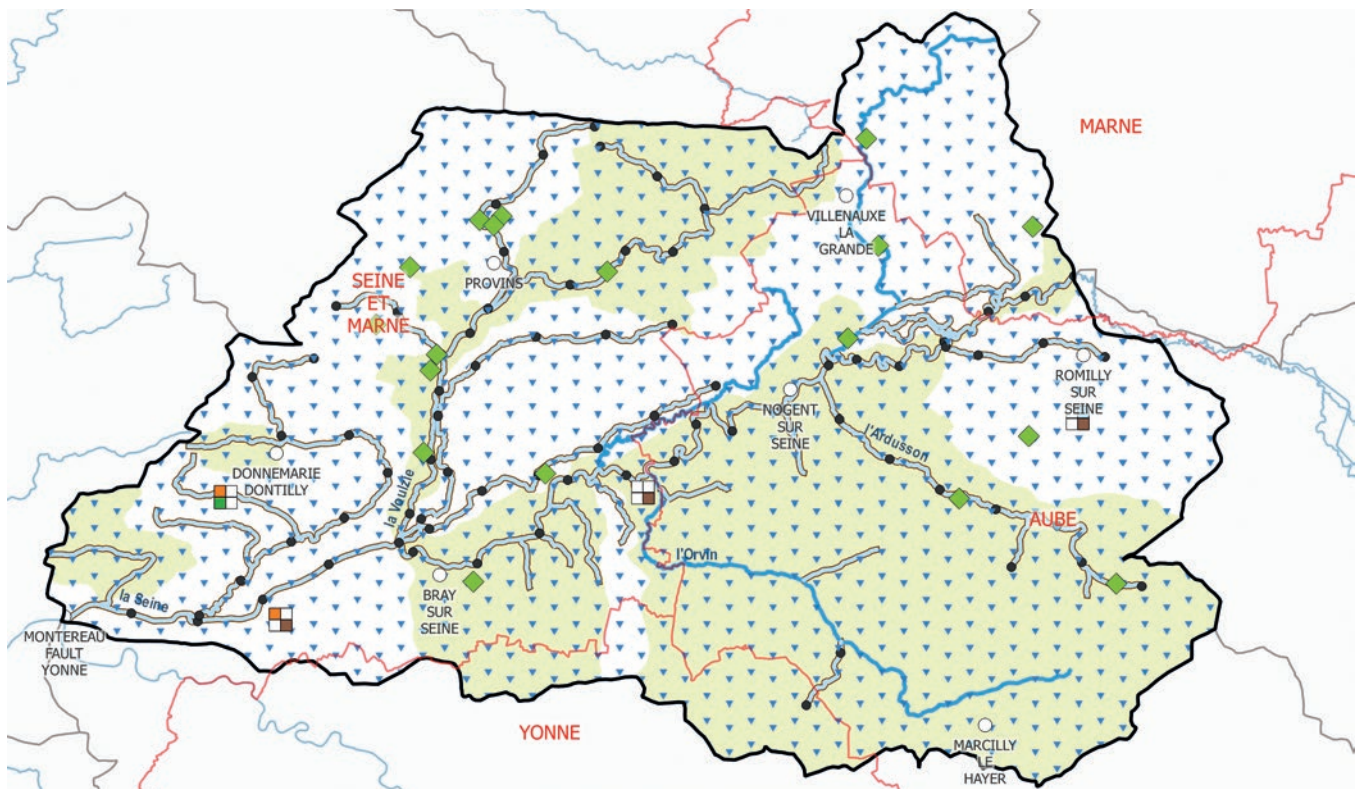 MARNE
VILLENAUXE
LA
GRANDE
PROVINS
SEINE
ET
MARNE
ROMILLY
SUR
SEINE
NOGENT
SUR
SEINE
l'Ardusson
DONNEMARIE
DONTILLY
la Voulzie
AUBE
l'Orvin
BRAY
SUR
SEINE
la Seine
MONTEREAU
FAULT
YONNE
YONNE
MARCILLY
LE
HAYER